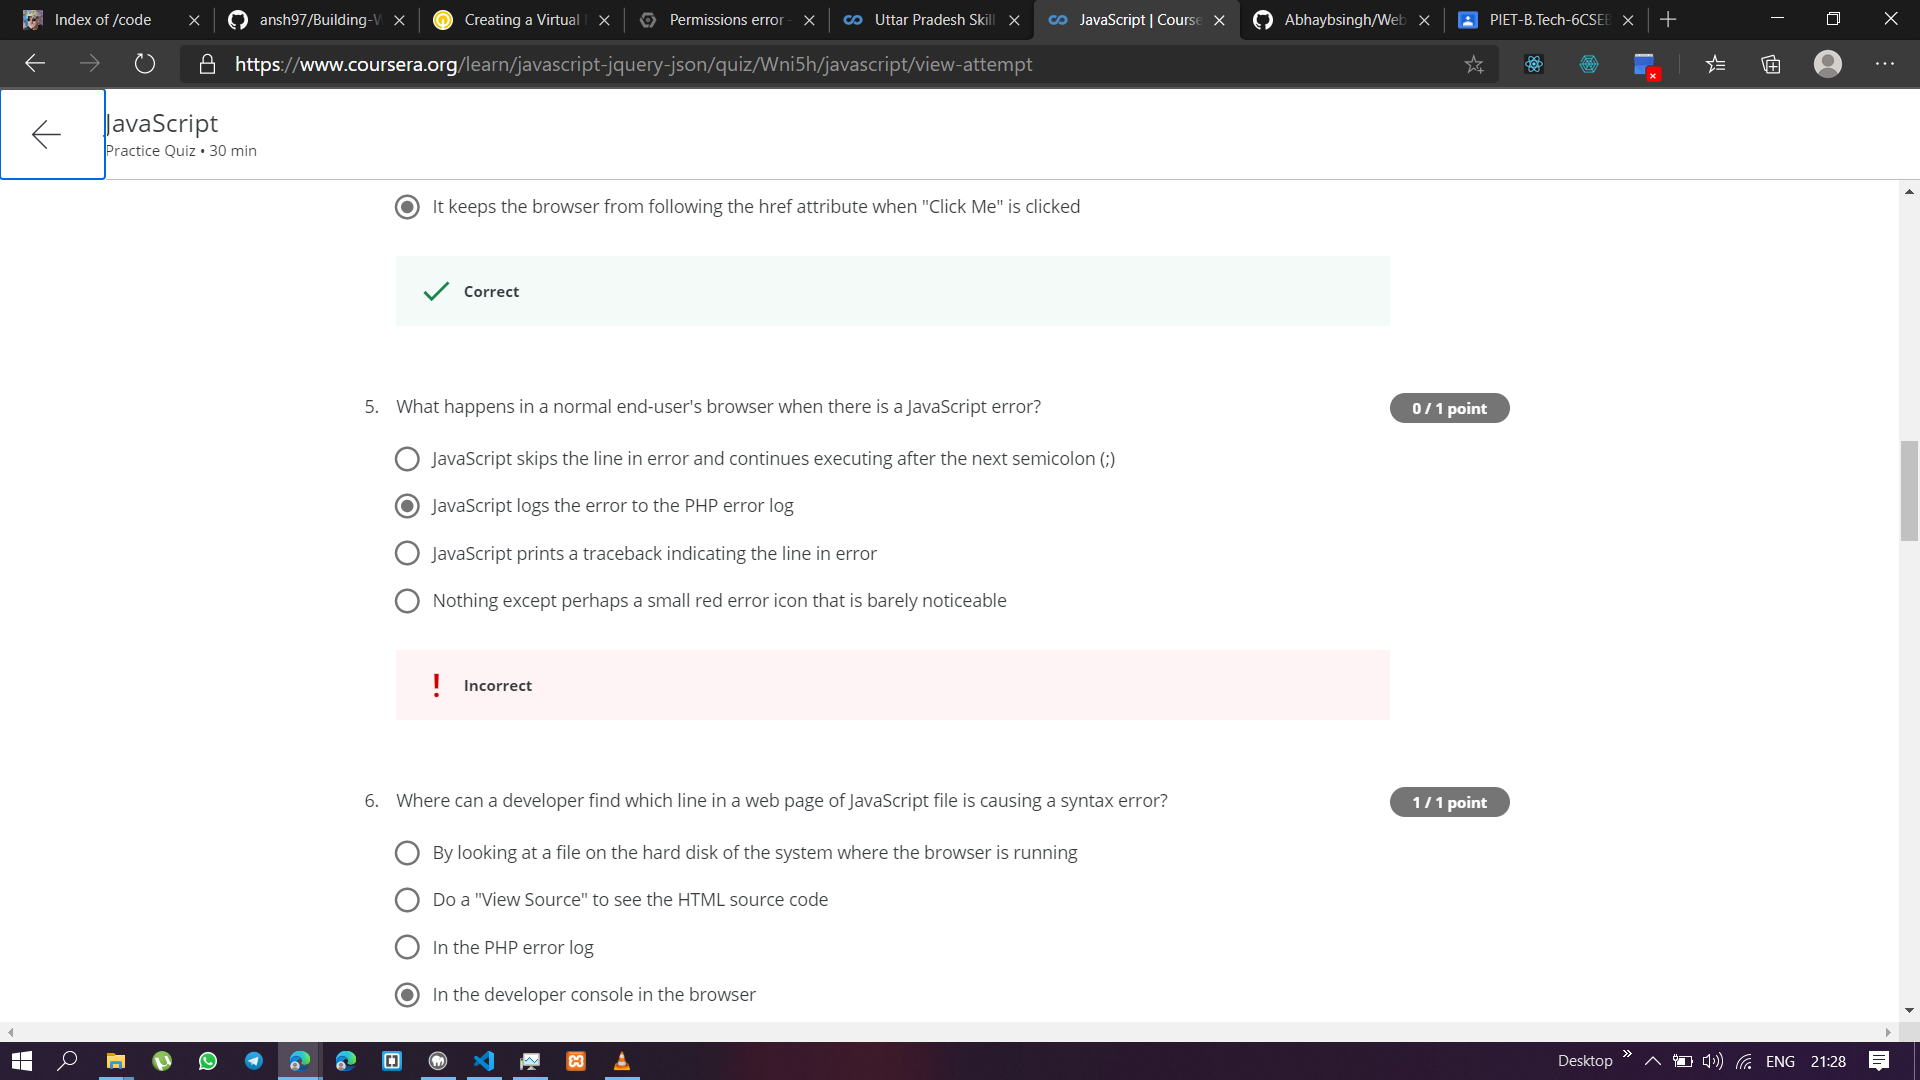 Index of /code
ansh97/Building-W
Creating a Virtual
Permissions error -
Uttar Pradesh Skill
JavaScript | Course
Abhaybsingh/Web
PIET-B.Tech-6CSEB
https://www.coursera.org/learn/javascript-jquery-json/quiz/Wni5h/javascript/view-attempt
JavaScript
Practice Quiz • 30 min
It keeps the browser from following the href attribute when "Click Me" is clicked
Correct
5. What happens in a normal end-user's browser when there is a JavaScript error?
0 / 1 point
JavaScript skips the line in error and continues executing after the next semicolon (;)
JavaScript logs the error to the PHP error log
JavaScript prints a traceback indicating the line in error
Nothing except perhaps a small red error icon that is barely noticeable
! Incorrect
6. Where can a developer find which line in a web page of JavaScript file is causing a syntax error?
1 / 1 point
By looking at a file on the hard disk of the system where the browser is running
Do a "View Source" to see the HTML source code
In the PHP error log
In the developer console in the browser
Desktop » ENG 21:28